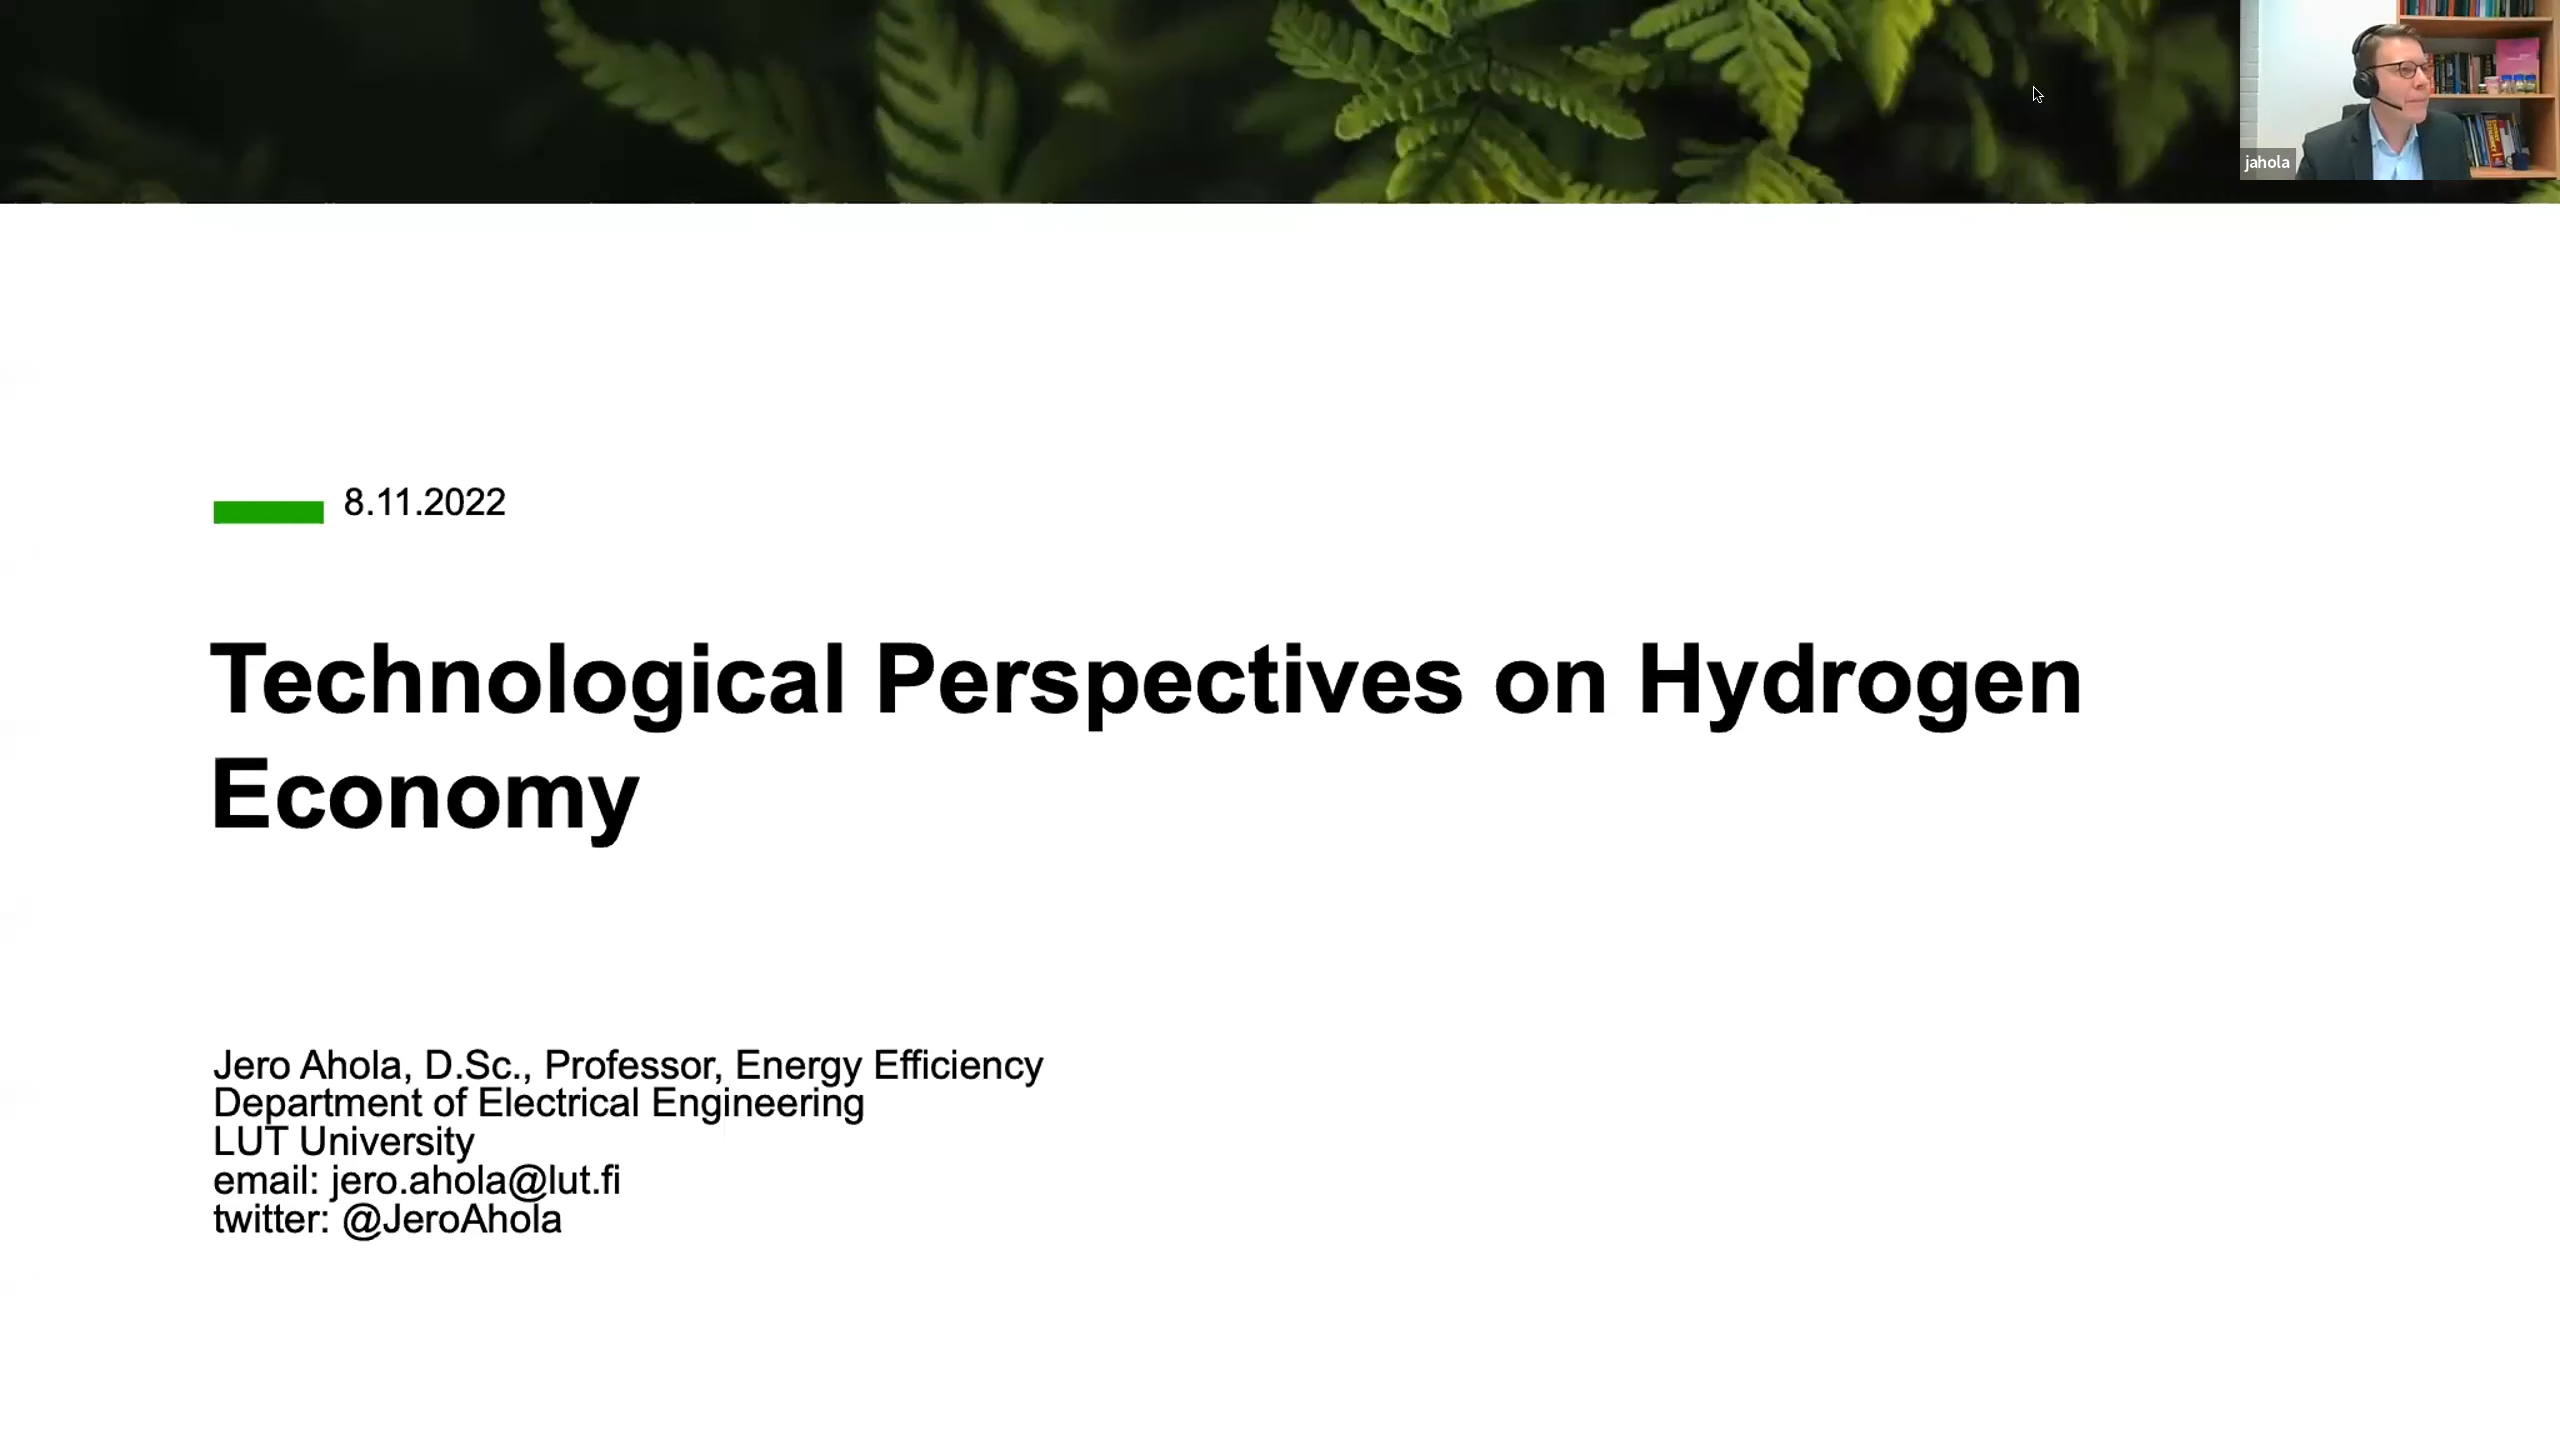 jahola
8.11.2022
Technological Perspectives on Hydrogen
Economy
Jero Ahola, D.Sc., Professor, Energy Efficiency
Department of Electrical Engineering
LUT University
email: jero.ahola@lut.fi
twitter: @JeroAhola